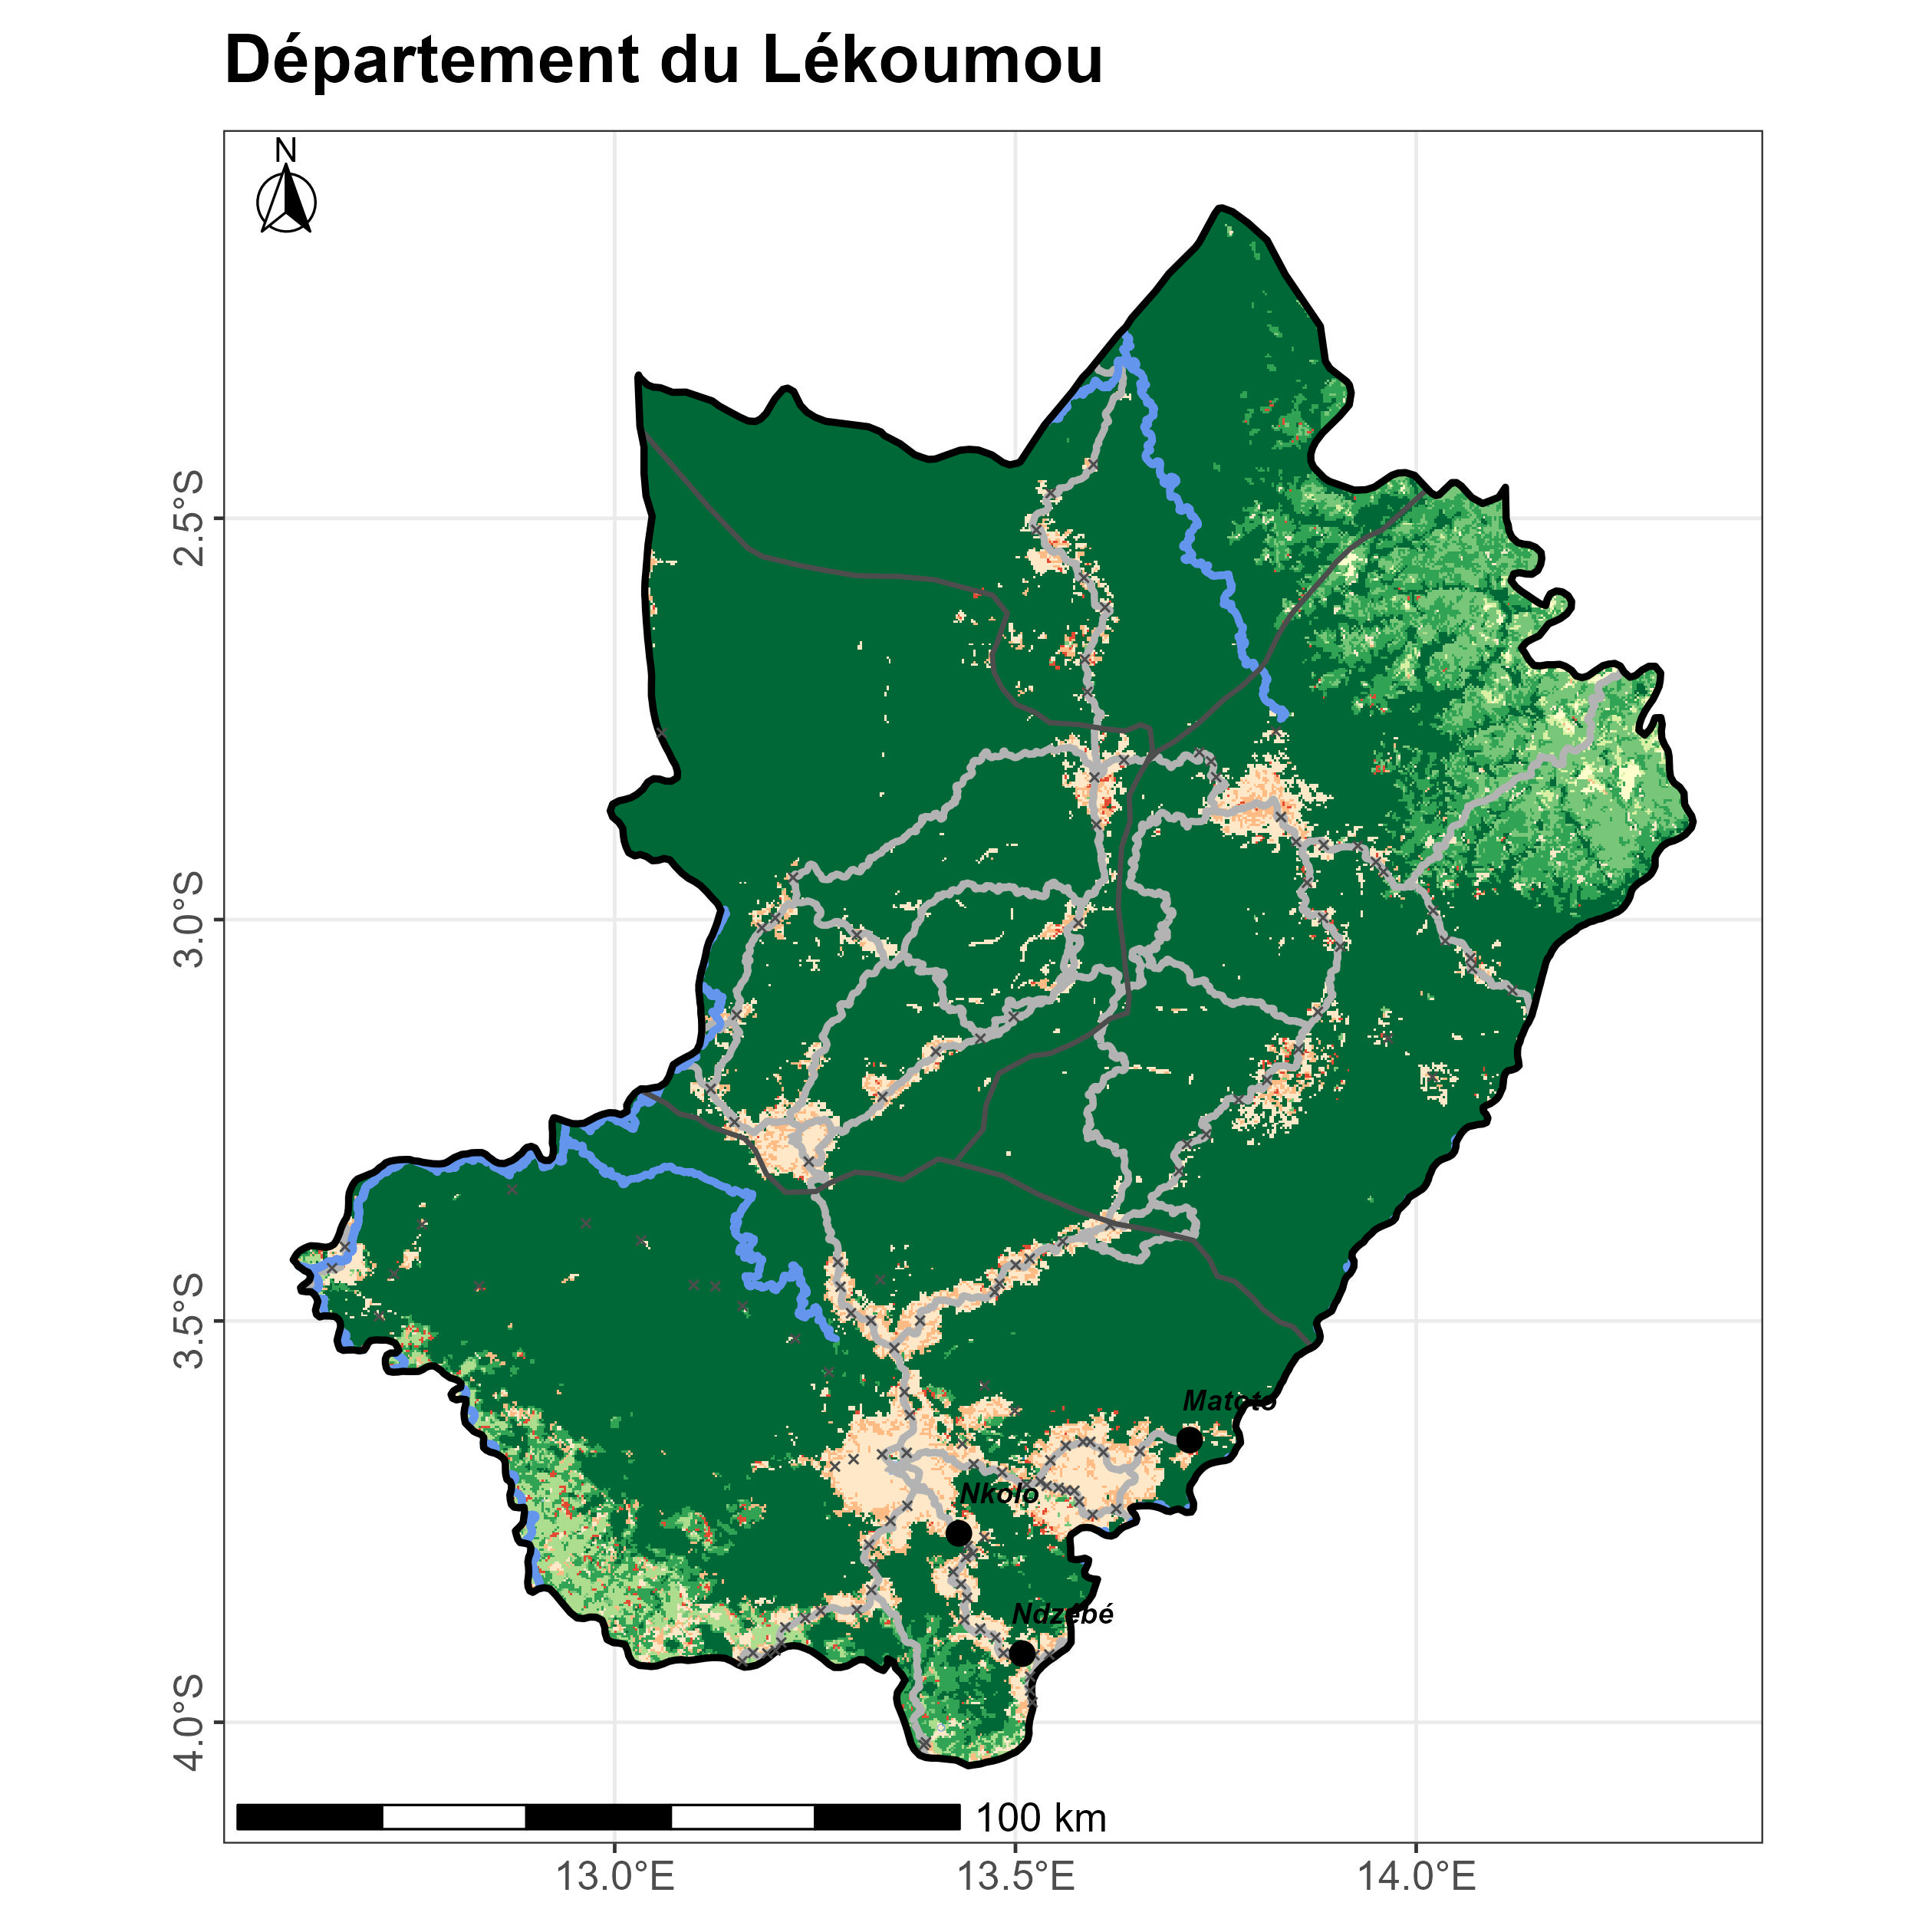 Département du Lékoumou
N
2.5°S
3.0°S
Matoto
3.5°S
Nkolo
Ndzébé
4.0°S
100 km
13.0°E
13.5°E
14.0°E